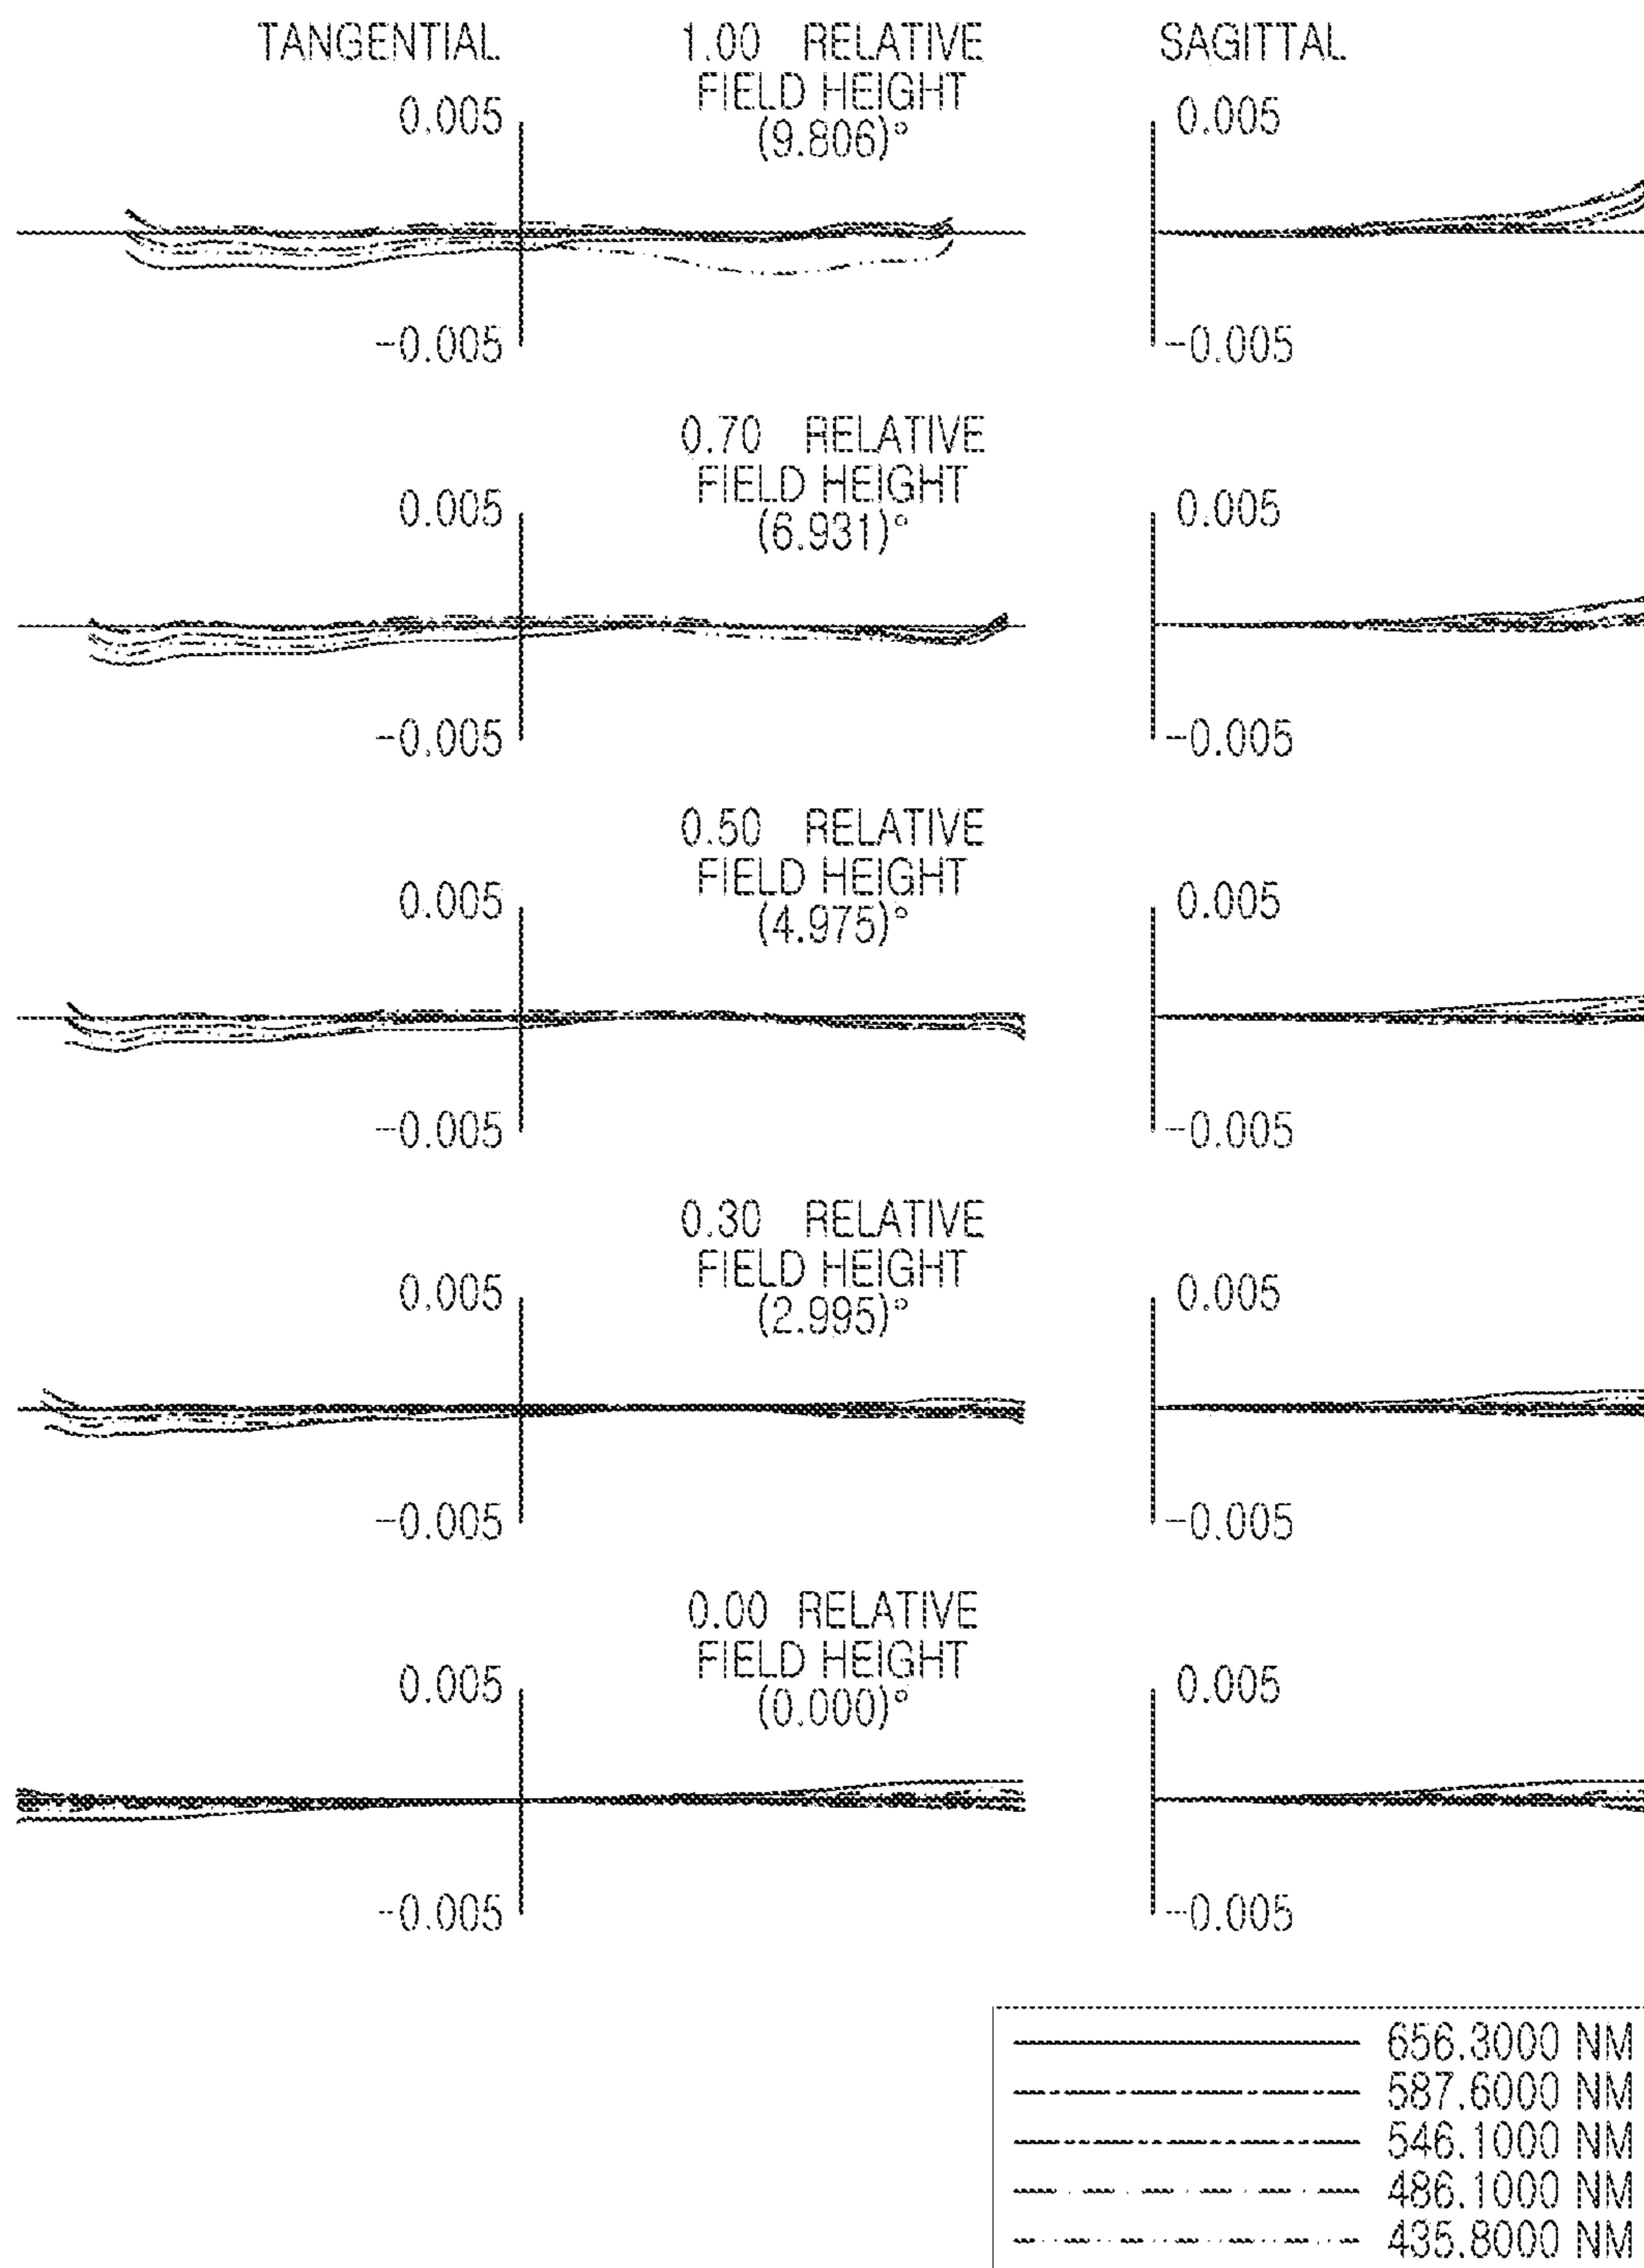 TANGENTIAL 1.00 RELATIVE SAGITTAL
FIELD HEIGHT
0.005 (9.806)° 0.005
-0.005 -0.005
0.70 RELATIVE
FIELD HEIGHT
0.005 (6.931)° 0.005
-0.005 -0.005
0.50 RELATIVE
FIELD HEIGHT
0.005 (4.975)° 0.005
-0.005 -0.005
0.30 RELATIVE
FIELD HEIGHT
0.005 (2.995)° 0.005
-0.005 -0.005
0.00 RELATIVE
FIELD HEIGHT
0.005 (0.000)° 0.005
-0.005 -0.005
656.3000 NM
587.6000 NM
546.1000 NM
486.1000 NM
435.8000 NM